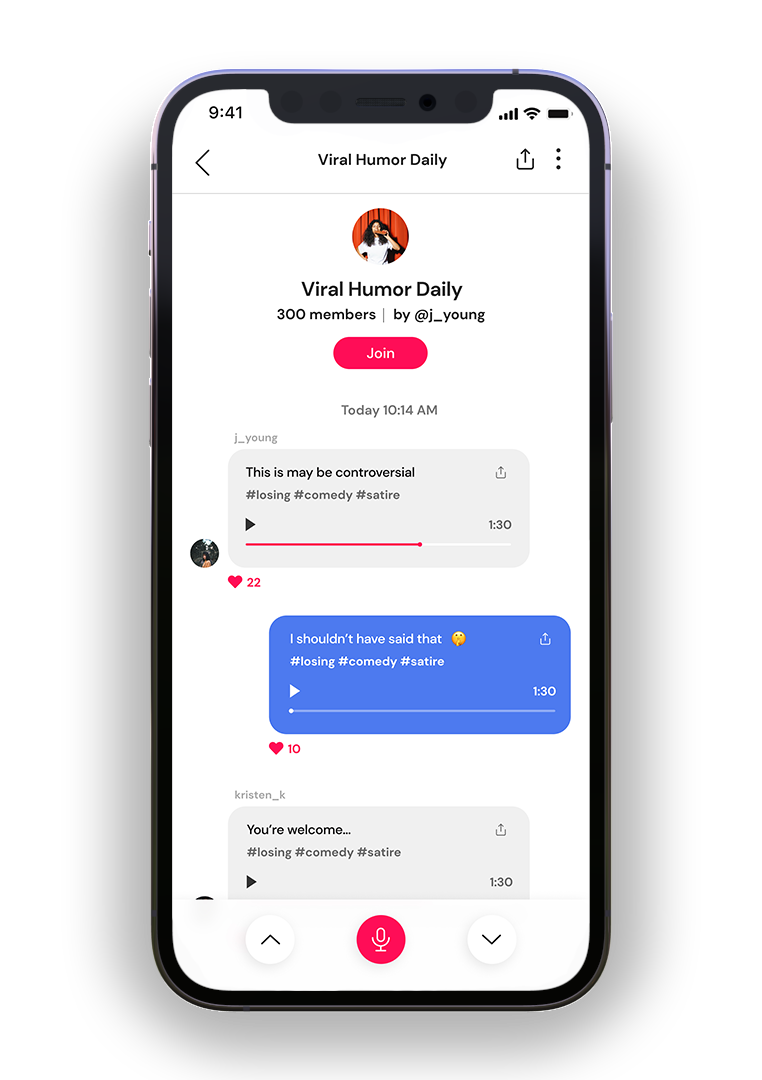 9:41
Viral Humor Daily
Viral Humor Daily
300 members | by @j_young
Join
Today 10:14 AM
j_young
This is may be controversial
#losing #comedy #satire
1:30
22
I shouldn’t have said that 🤫
#losing #comedy #satire
1:30
10
kristen_k
You’re welcome...
#losing #comedy #satire
1:30